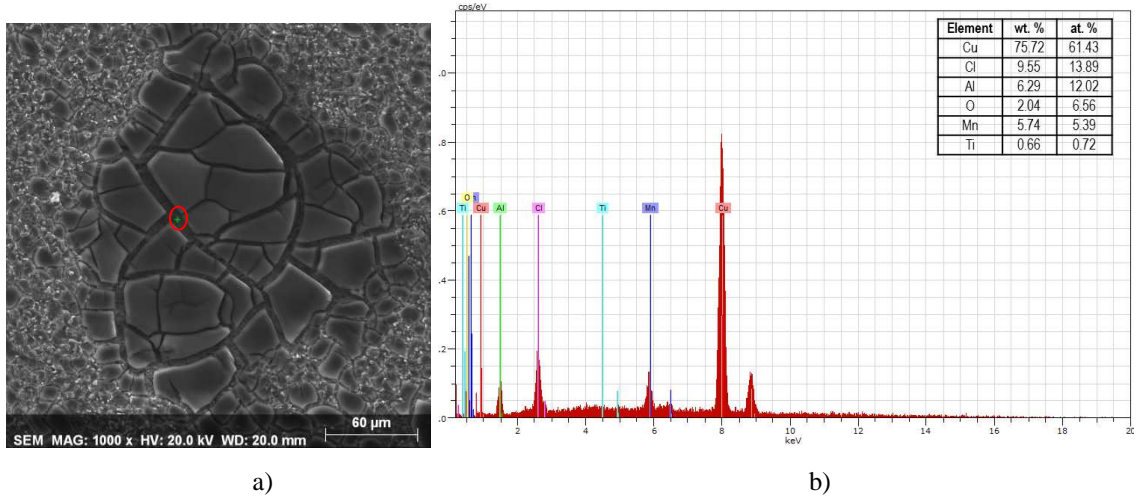 cps/eV
Element wt. % at. %
Cu 75.72 61.43
Cl 9.55 13.89
Al 6.29 12.02
O 2.04 6.56
Mn 5.74 5.39
Ti 0.66 0.72
.0
.8
.6
.4
.2
.0
O
Ti Cu Al Cl Ti Mn Cu
2 4 6 8 10 12 14 16 18 20
keV
SEM MAG: 1000 x HV: 20.0 kV WD: 20.0 mm
60 µm
a)
b)